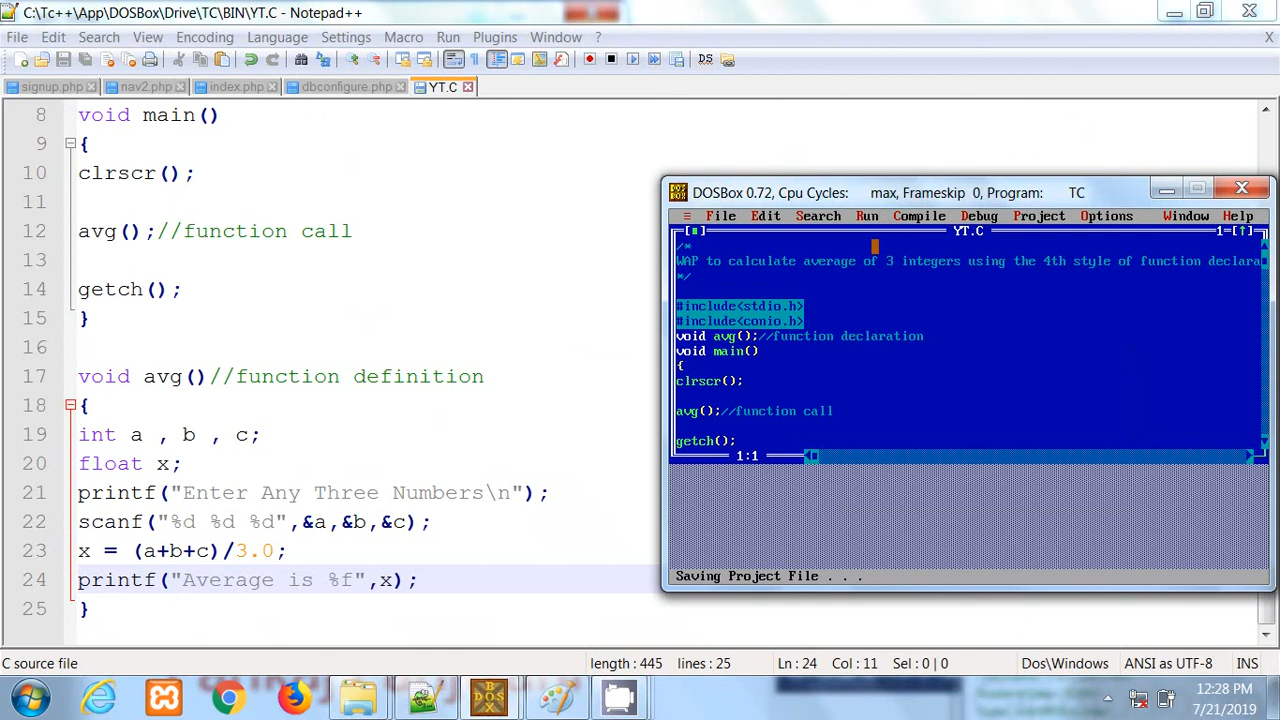 C:\Tc++\App\DOSBox\Drive\TC\BIN\YT.C - Notepad++
File Edit Search View Encoding Language Settings Macro Run Plugins Window ? X
signup.php nav2.php index.php dbconfigure.php YT.C
8 void main()
9 {
10 clrscr();
11
12 avg();//function call
13
14 getch();
15 }
16
17 void avg()//function definition
18 {
19 int a , b , c;
20 float x;
21 printf("Enter Any Three Numbers\n");
22 scanf("%d %d %d",&a,&b,&c);
23 x = (a+b+c)/3.0;
24 printf("Average is %f",x);
25 }
DOSBox 0.72, Cpu Cycles: max, Frameskip 0, Program: TC
≡ File Edit Search Run Compile Debug Project Options Window Help
YT.C 1=[↑]
/*
WAP to calculate average of 3 integers using the 4th style of function declara
*/
#include<stdio.h>
#include<conio.h>
void avg();//function declaration
void main()
{
clrscr();
avg();//function call
getch();
1:1
Saving Project File . . .
C source file length : 445 lines : 25 Ln : 24 Col : 11 Sel : 0 | 0 Dos\Windows ANSI as UTF-8 INS
12:28 PM
7/21/2019